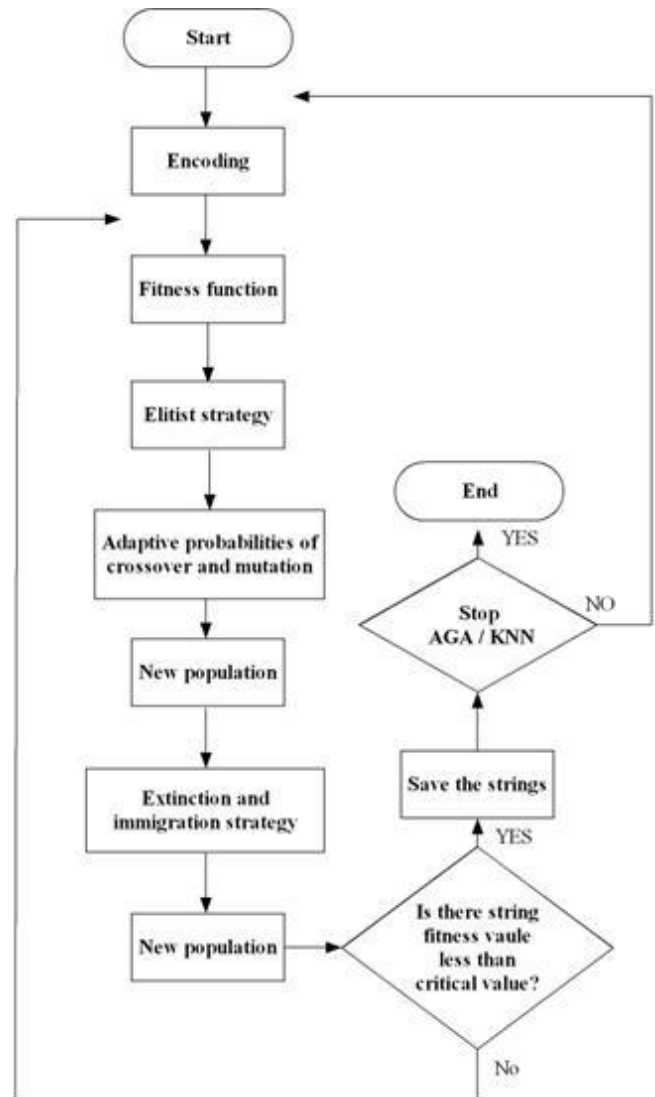 Start
Encoding
Fitness function
Elitist strategy
Adaptive probabilities of
crossover and mutation
New population
Extinction and
immigration strategy
New population
Is there string
fitness vaule
less than
critical value?
No
YES
Save the strings
Stop
AGA / KNN
NO
YES
End